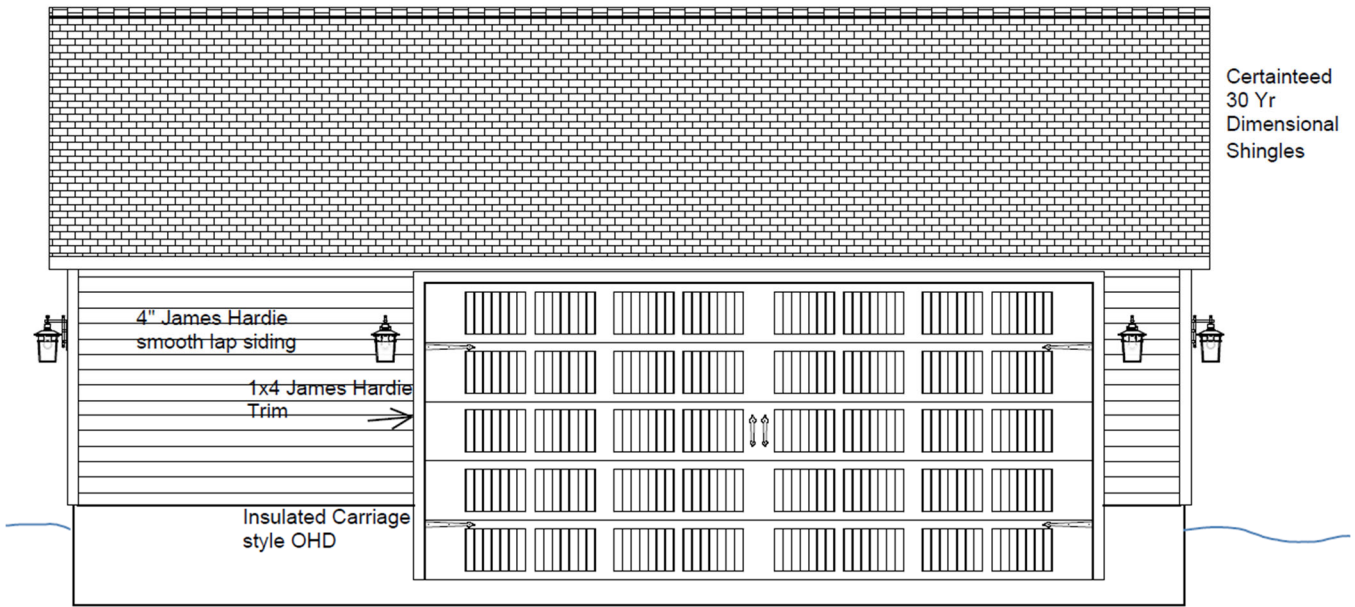 Certainteed
30 Yr
Dimensional
Shingles
4" James Hardie
smooth lap siding
1x4 James Hardie
Trim
Insulated Carriage
style OHD